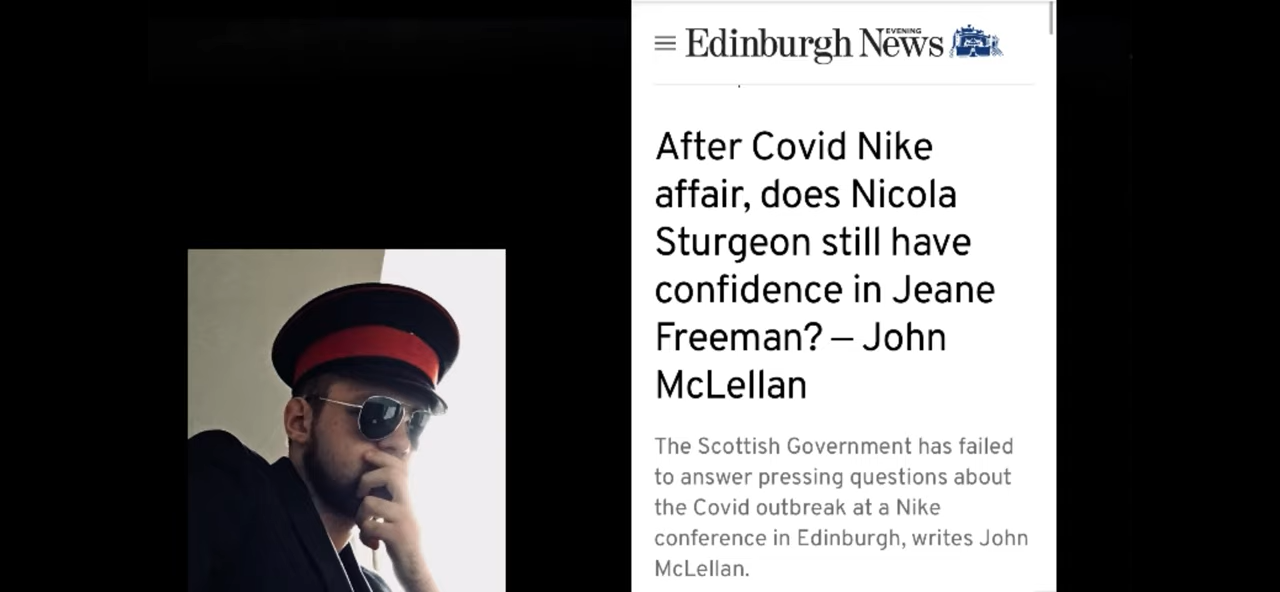 Edinburgh News
EVENING
After Covid Nike
affair, does Nicola
Sturgeon still have
confidence in Jeane
Freeman? – John
McLellan
The Scottish Government has failed
to answer pressing questions about
the Covid outbreak at a Nike
conference in Edinburgh, writes John
McLellan.